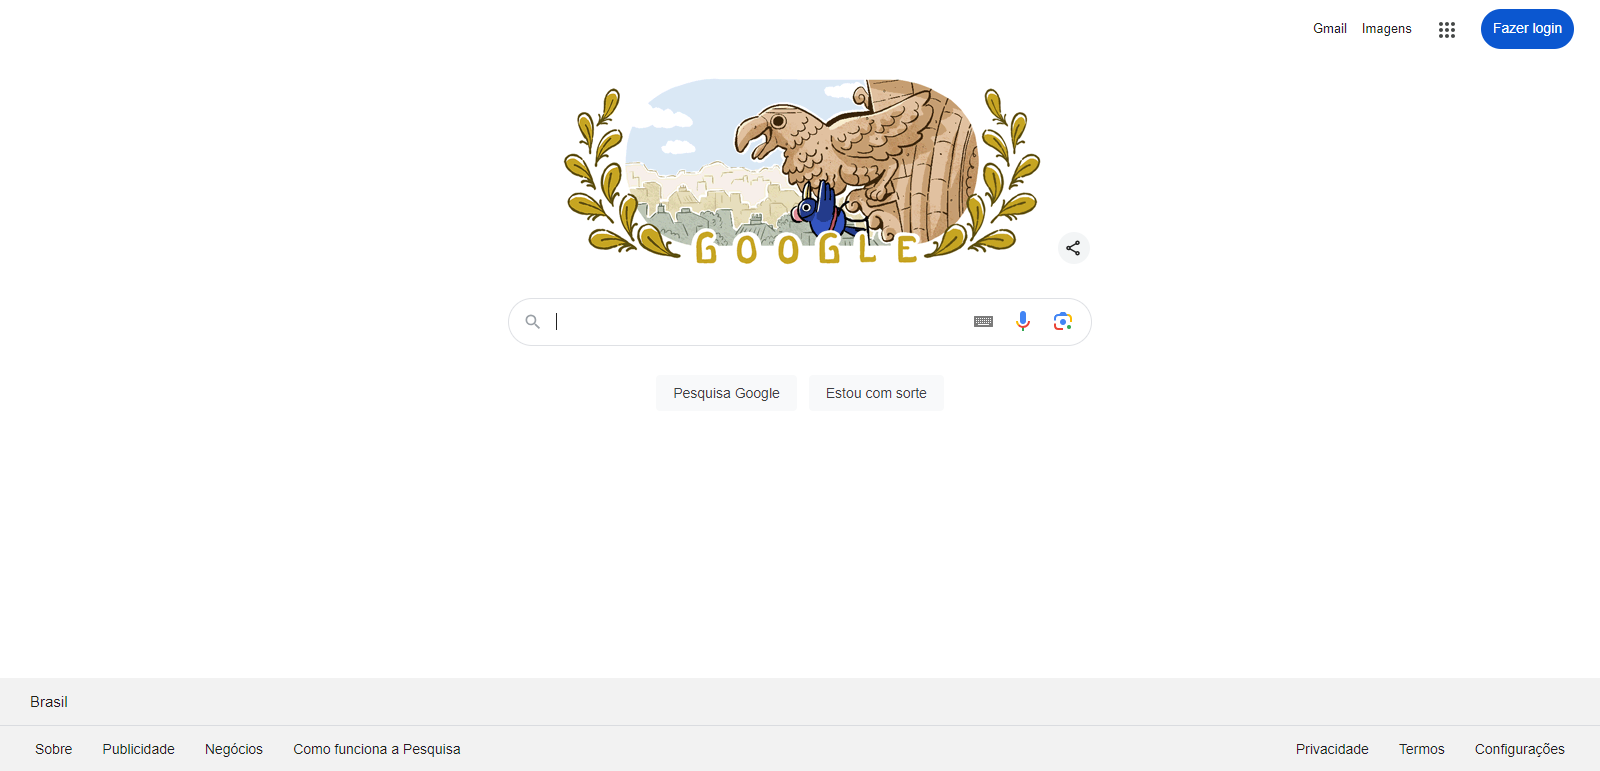 Gmail Imagens Fazer login
GOOGLE
Pesquisa Google Estou com sorte
Brasil
Sobre Publicidade Negócios Como funciona a Pesquisa Privacidade Termos Configurações